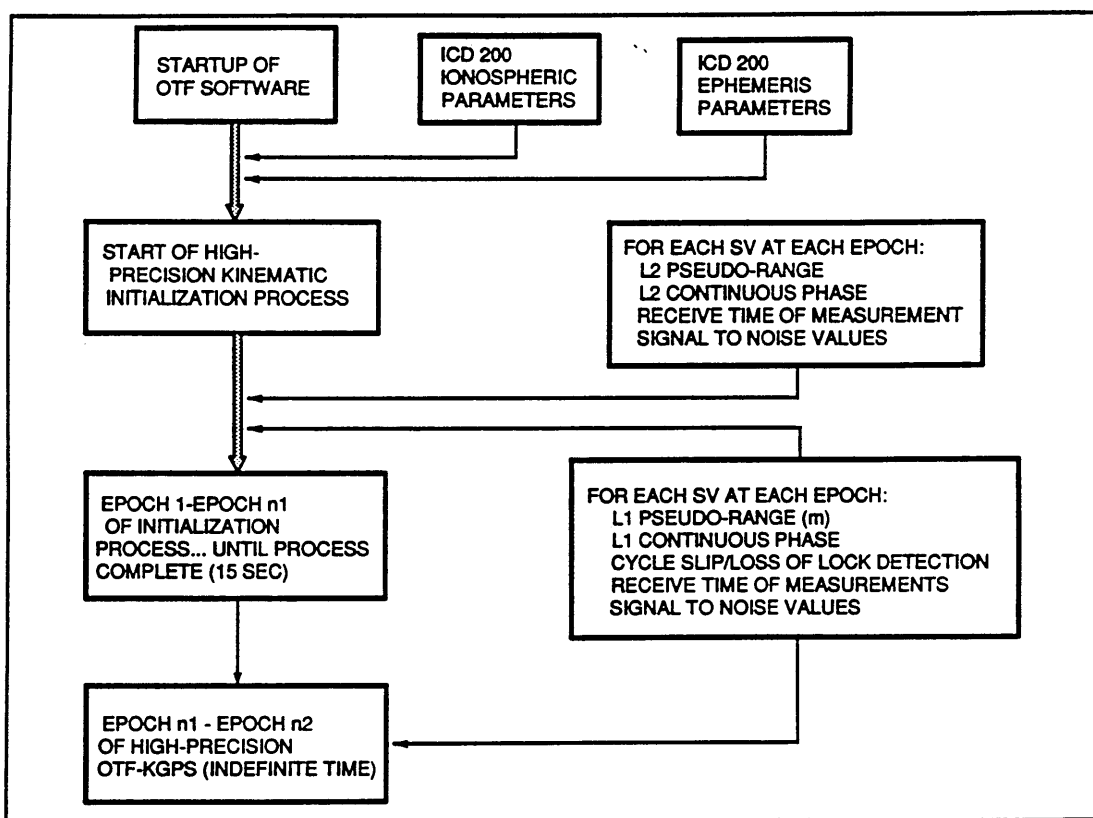 STARTUP OF
OTF SOFTWARE
ICD 200
IONOSPHERIC
PARAMETERS
ICD 200
EPHEMERIS
PARAMETERS
START OF HIGH-
PRECISION KINEMATIC
INITIALIZATION PROCESS
FOR EACH SV AT EACH EPOCH:
L2 PSEUDO-RANGE
L2 CONTINUOUS PHASE
RECEIVE TIME OF MEASUREMENT
SIGNAL TO NOISE VALUES
EPOCH 1-EPOCH n1
OF INITIALIZATION
PROCESS... UNTIL PROCESS
COMPLETE (15 SEC)
FOR EACH SV AT EACH EPOCH:
L1 PSEUDO-RANGE (m)
L1 CONTINUOUS PHASE
CYCLE SLIP/LOSS OF LOCK DETECTION
RECEIVE TIME OF MEASUREMENTS
SIGNAL TO NOISE VALUES
EPOCH n1 - EPOCH n2
OF HIGH-PRECISION
OTF-KGPS (INDEFINITE TIME)